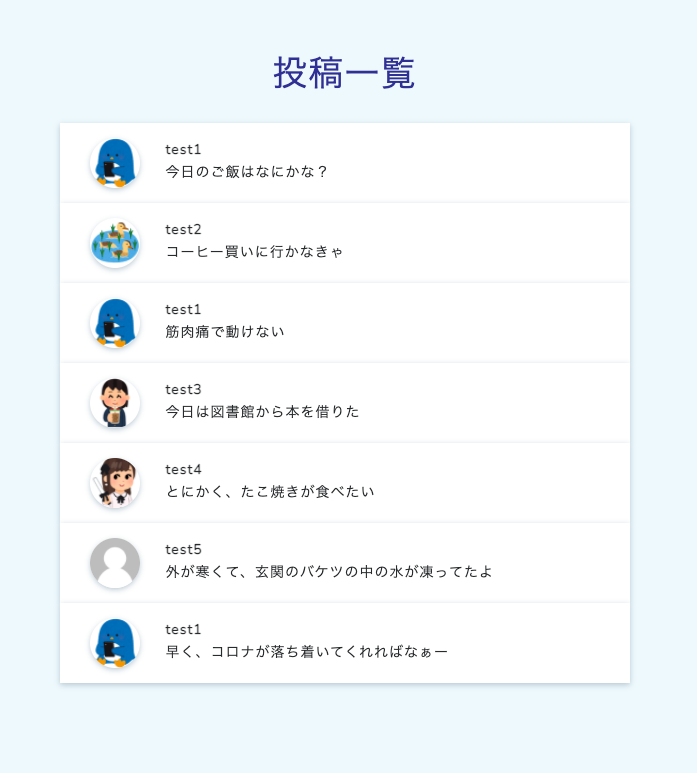 投稿一覧
test1
今日のご飯はなにかな？
test2
コーヒー買いに行かなきゃ
test1
筋肉痛で動けない
test3
今日は図書館から本を借りた
test4
とにかく、たこ焼きが食べたい
test5
外が寒くて、玄関のバケツの中の水が凍ってたよ
test1
早く、コロナが落ち着いてくれればなぁー